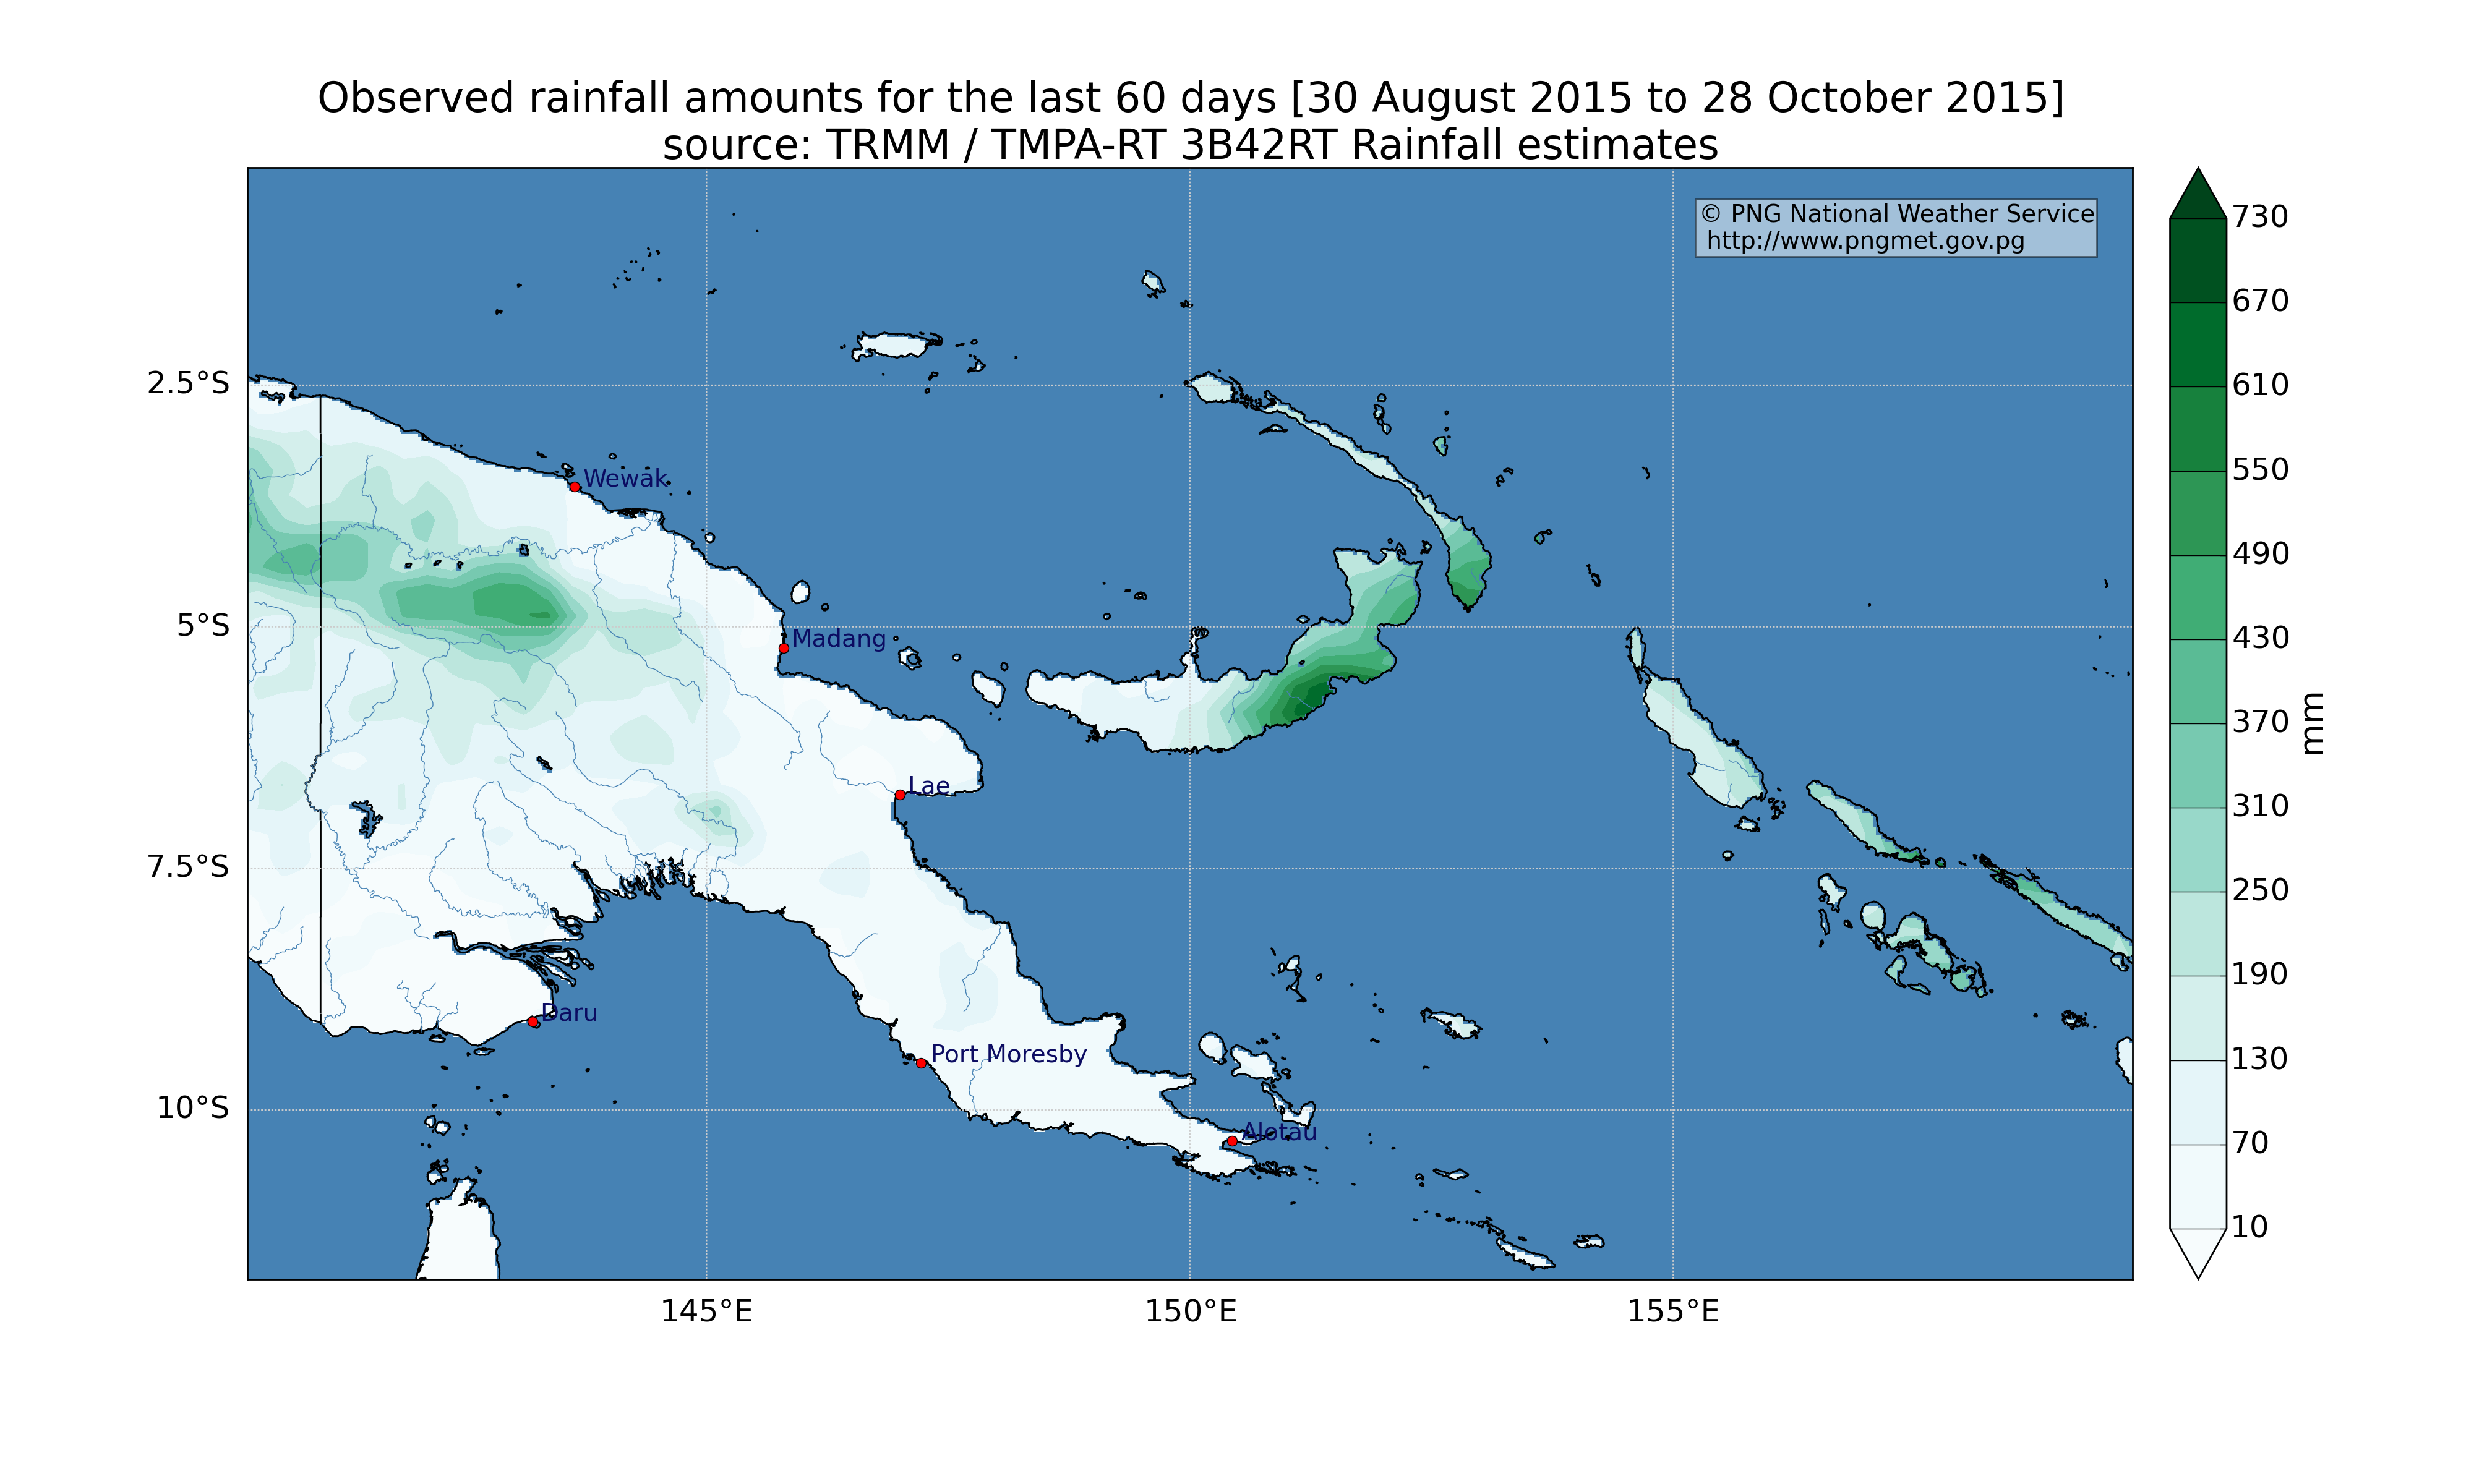 Observed rainfall amounts for the last 60 days [30 August 2015 to 28 October 2015]
source: TRMM / TMPA-RT 3B42RT Rainfall estimates
© PNG National Weather Service
http://www.pngmet.gov.pg
730
670
610
550
490
430
370
310
250
190
130
70
10
mm
2.5°S
5°S
7.5°S
10°S
Wewak
Madang
Lae
Daru
Port Moresby
Alotau
145°E
150°E
155°E